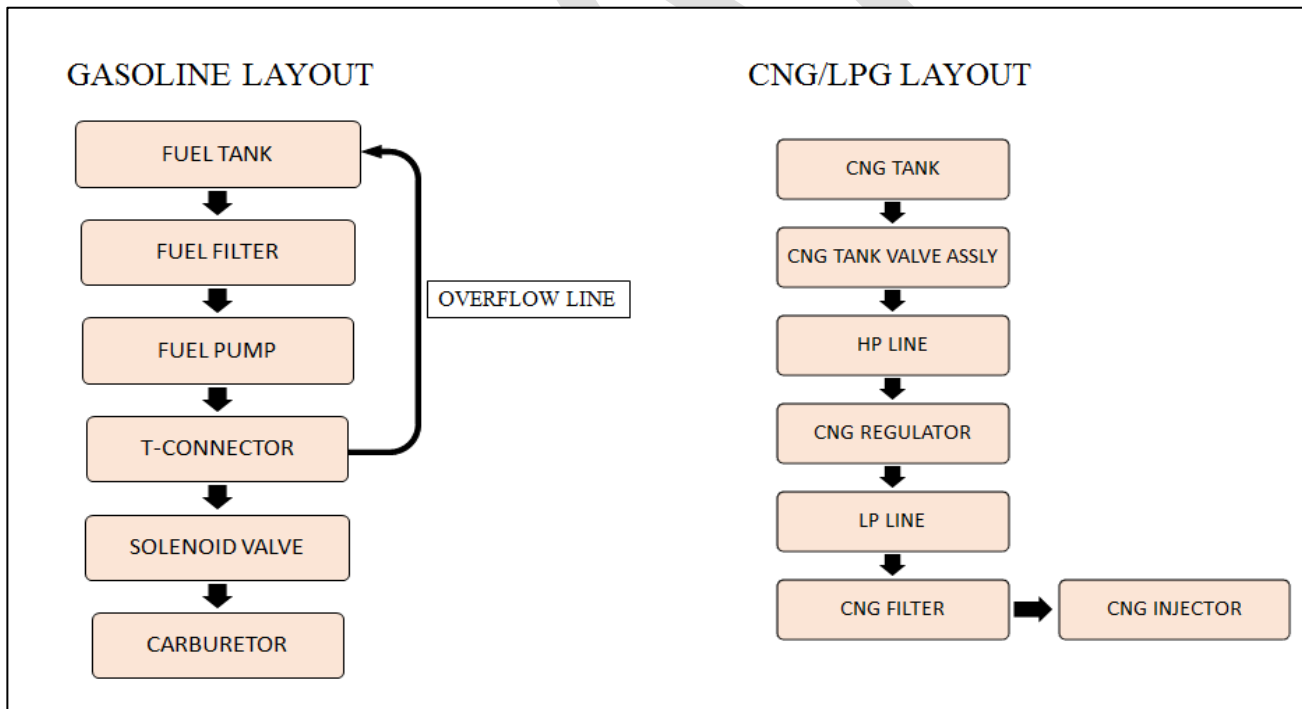 GASOLINE LAYOUT
FUEL TANK
FUEL FILTER
FUEL PUMP
T-CONNECTOR
SOLENOID VALVE
CARBURETOR
OVERFLOW LINE
CNG/LPG LAYOUT
CNG TANK
CNG TANK VALVE ASSLY
HP LINE
CNG REGULATOR
LP LINE
CNG FILTER
CNG INJECTOR